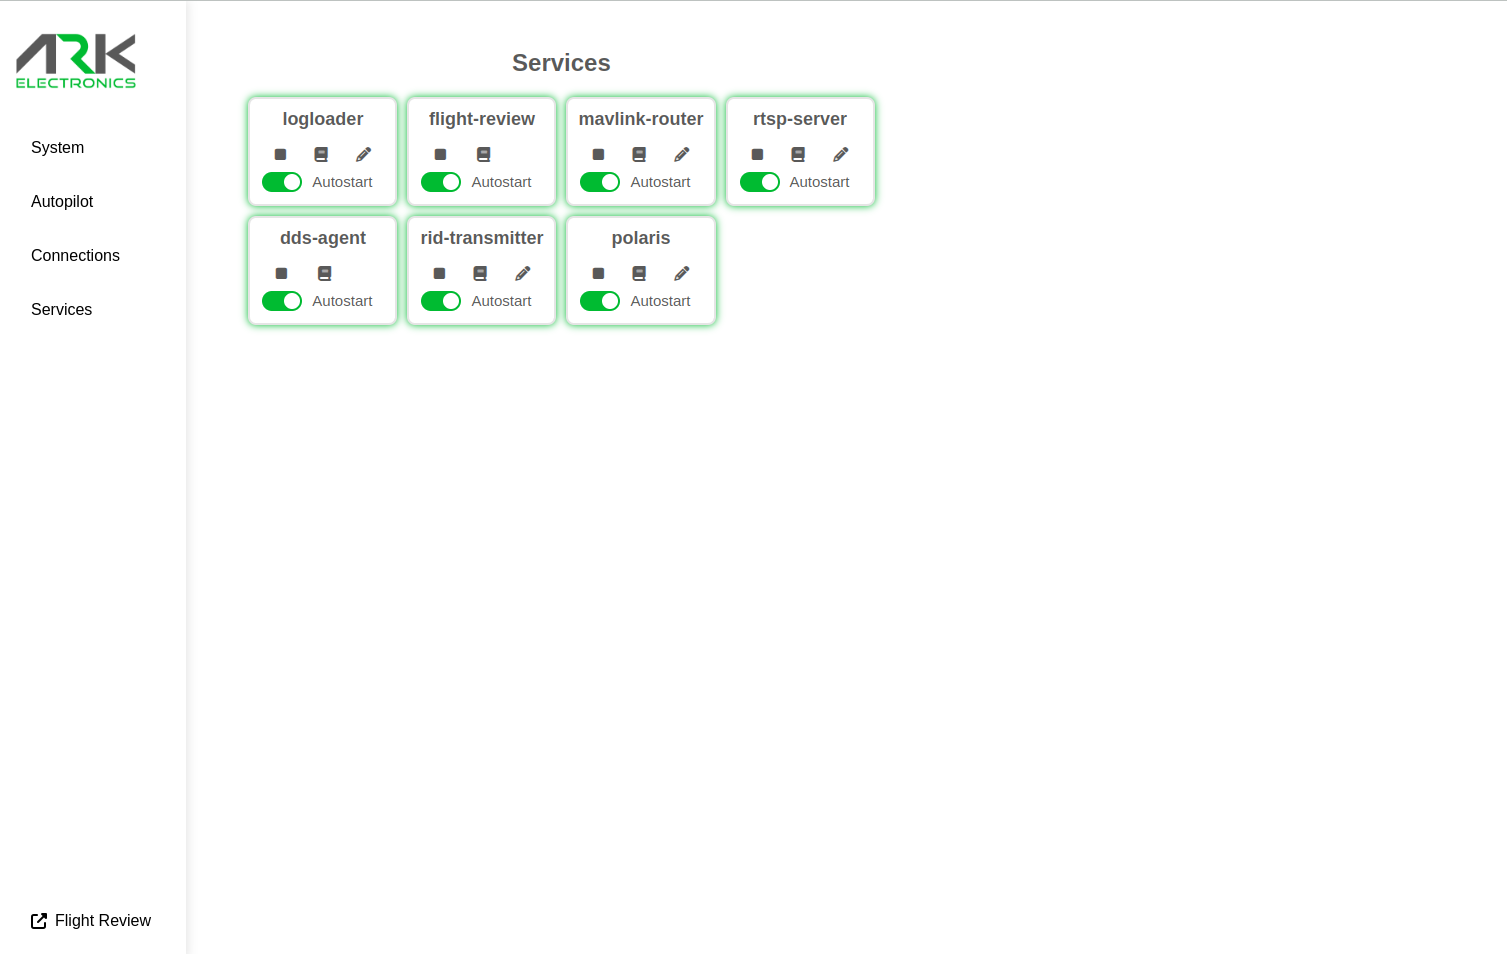 ARK
ELECTRONICS
System
Autopilot
Connections
Services
Flight Review
Services
logloader
Autostart
flight-review
Autostart
mavlink-router
Autostart
rtsp-server
Autostart
dds-agent
Autostart
rid-transmitter
Autostart
polaris
Autostart